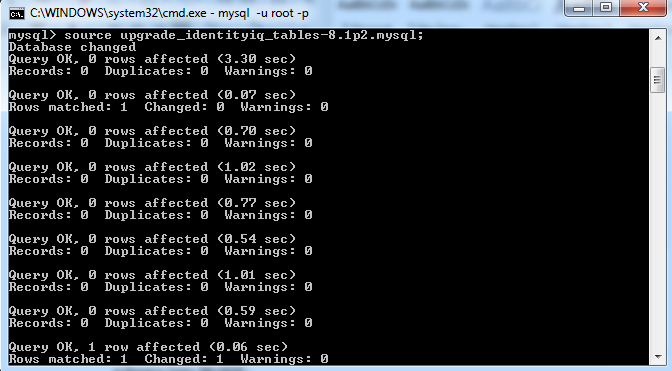 C:\WINDOWS\system32\cmd.exe - mysql -u root -p
mysql> source upgrade_identityiq_tables-8.1p2.mysql;
Database changed
Query OK, 0 rows affected (3.30 sec)
Records: 0  Duplicates: 0  Warnings: 0
Query OK, 0 rows affected (0.07 sec)
Rows matched: 1  Changed: 0  Warnings: 0
Query OK, 0 rows affected (0.70 sec)
Records: 0  Duplicates: 0  Warnings: 0
Query OK, 0 rows affected (1.02 sec)
Records: 0  Duplicates: 0  Warnings: 0
Query OK, 0 rows affected (0.77 sec)
Records: 0  Duplicates: 0  Warnings: 0
Query OK, 0 rows affected (0.54 sec)
Records: 0  Duplicates: 0  Warnings: 0
Query OK, 0 rows affected (1.01 sec)
Records: 0  Duplicates: 0  Warnings: 0
Query OK, 0 rows affected (0.59 sec)
Records: 0  Duplicates: 0  Warnings: 0
Query OK, 1 row affected (0.06 sec)
Rows matched: 1  Changed: 1  Warnings: 0